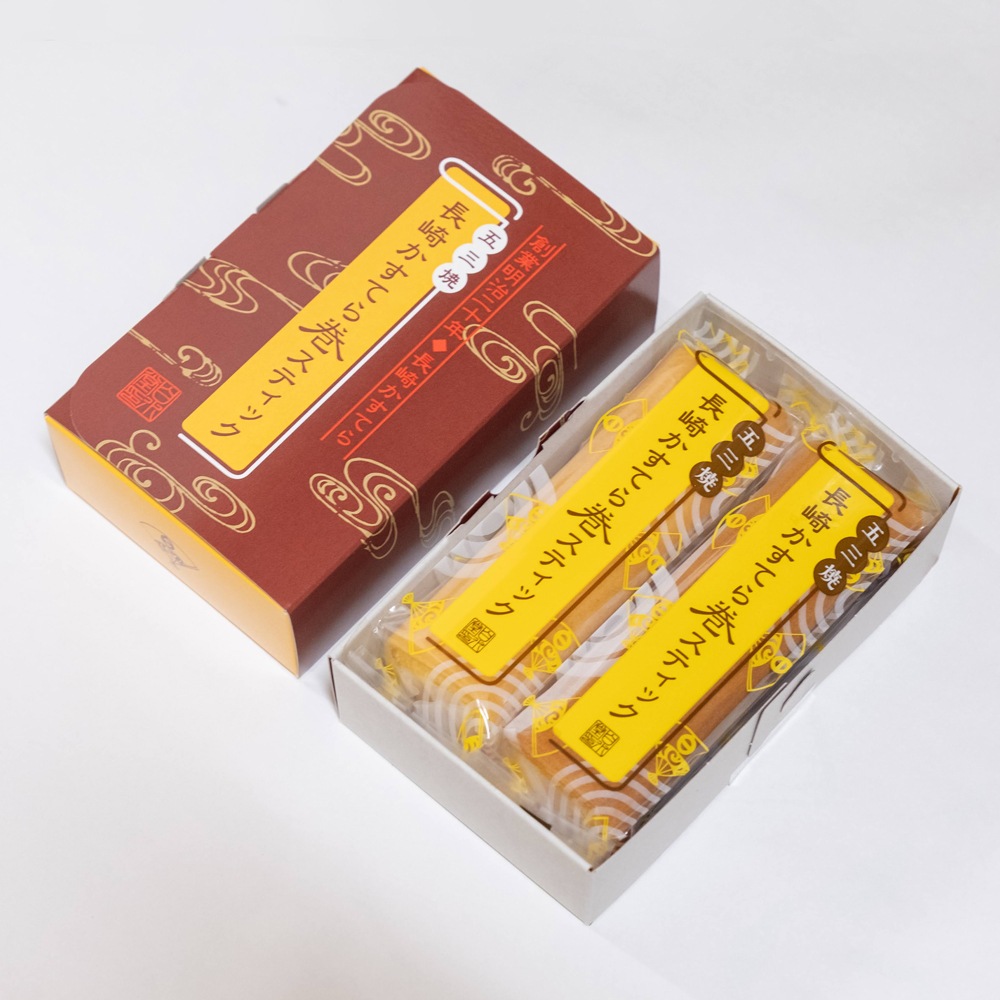 五三焼
長崎かすてら巻スティック
創業明治二十年◆長崎かすてら
五三焼
長崎かすてら巻スティック
五三焼
長崎かすてら巻スティック